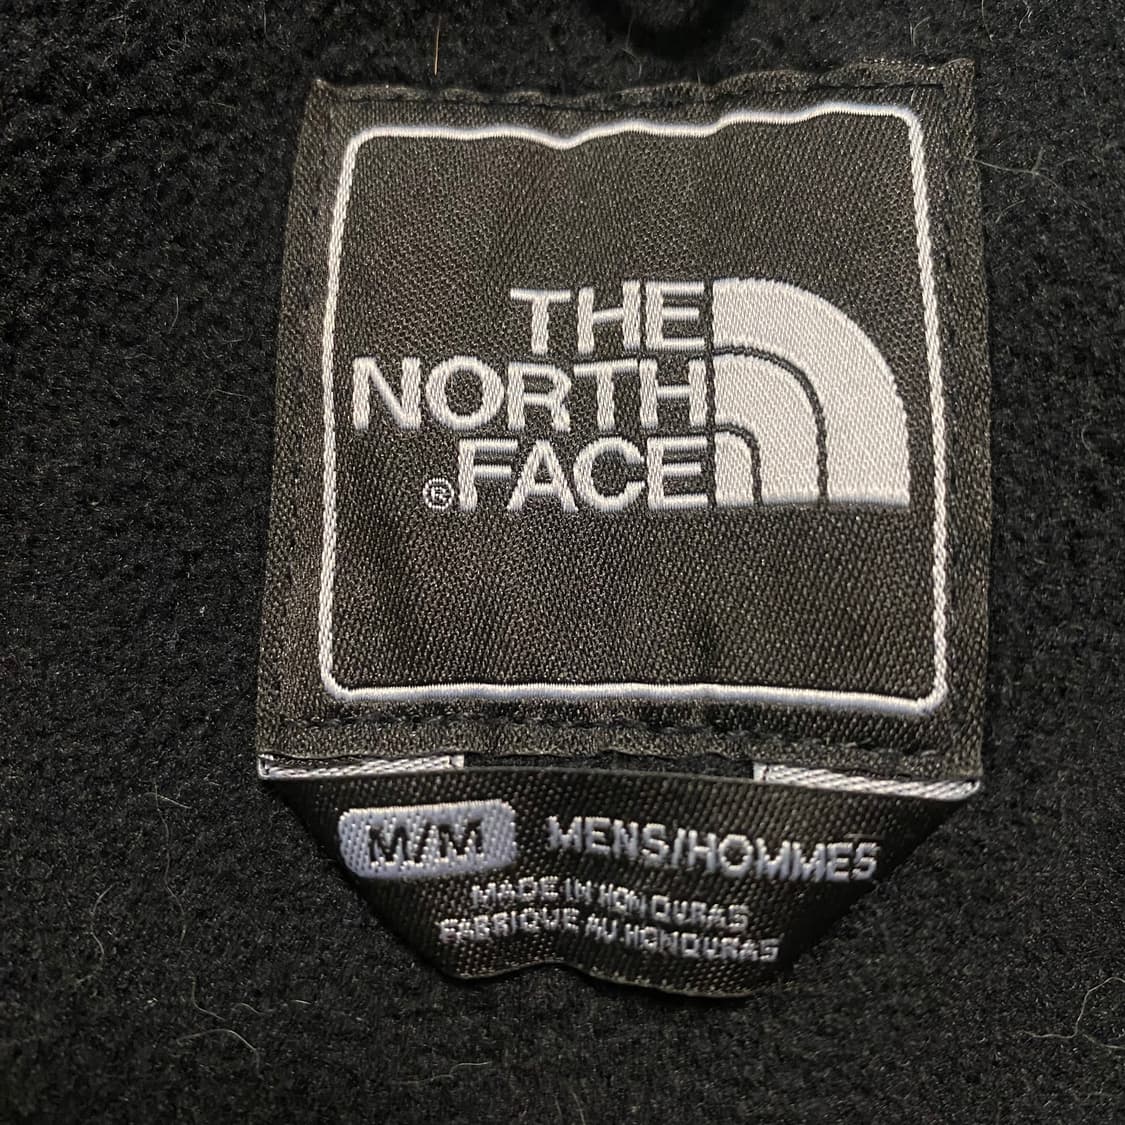 THE
NORTH
®FACE
M/M MENS/HOMMES
MADE IN HONDURAS
FABRIQUE AU HONDURAS